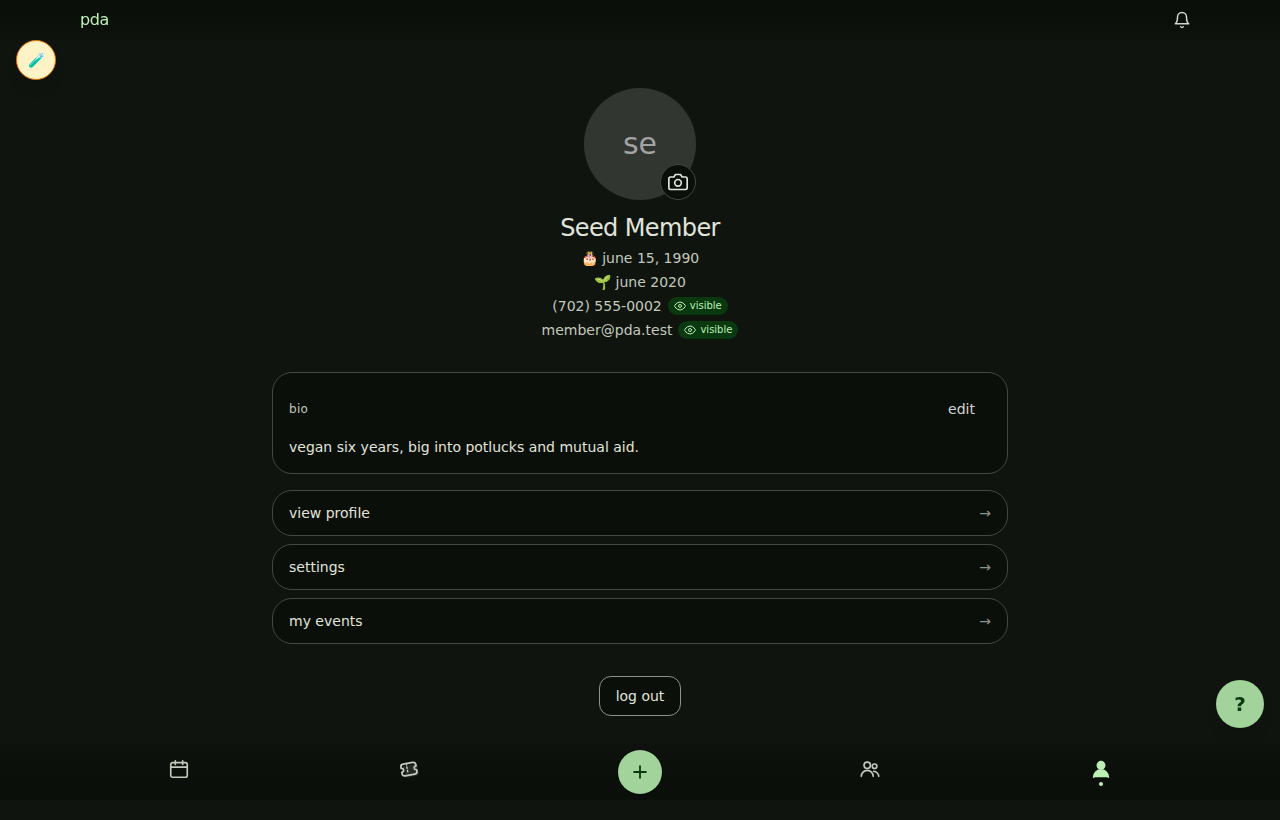 pda
se
Seed Member
🎂 june 15, 1990
🌱 june 2020
(702) 555-0002 visible
member@pda.test visible
bio edit
vegan six years, big into potlucks and mutual aid.
view profile →
settings →
my events →
log out
?